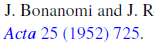 J. Bonanomi and J. R
Acta 25 (1952) 725.